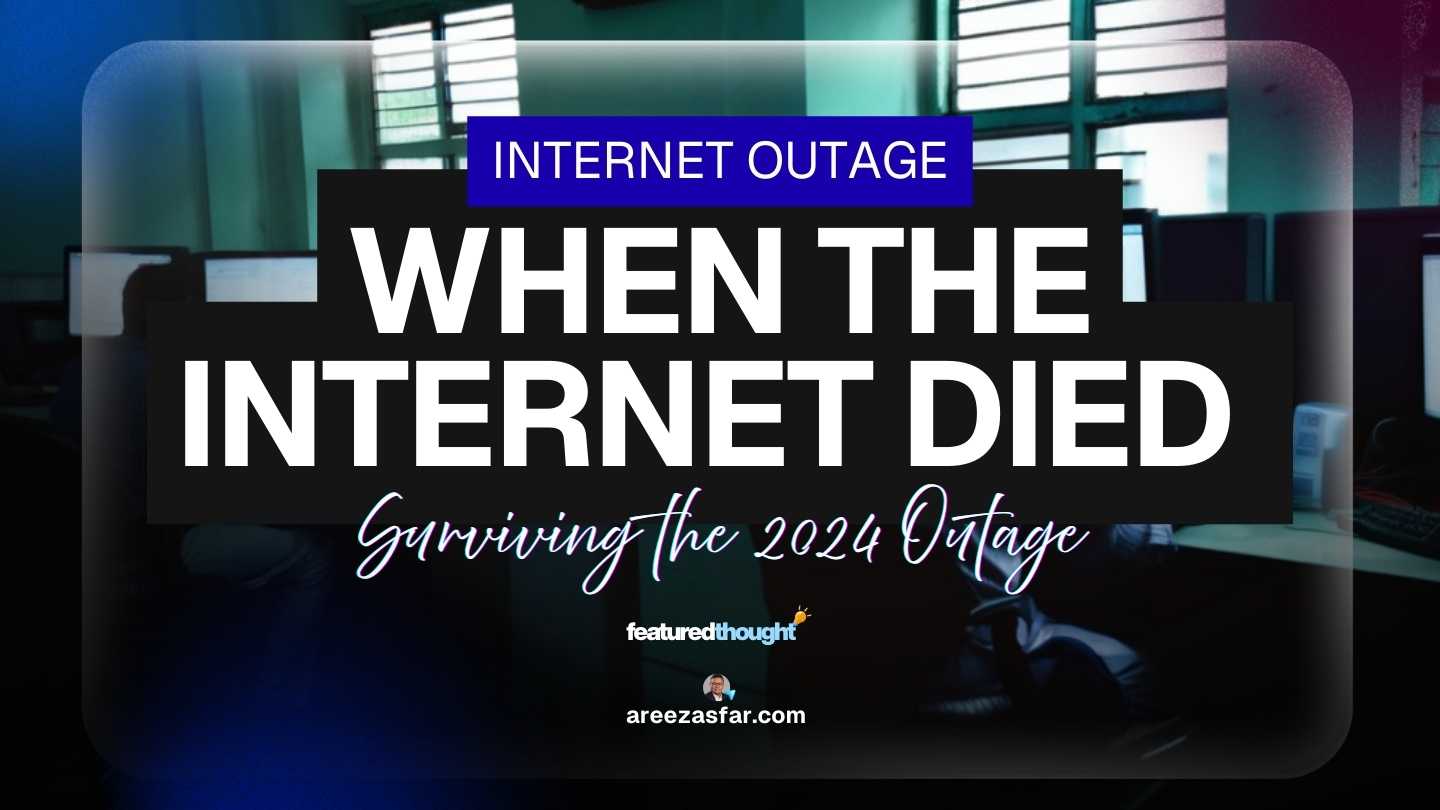 INTERNET OUTAGE
WHEN THE
INTERNET DIED
Surviving the 2024 Outage
featuredthought
areezasfar.com